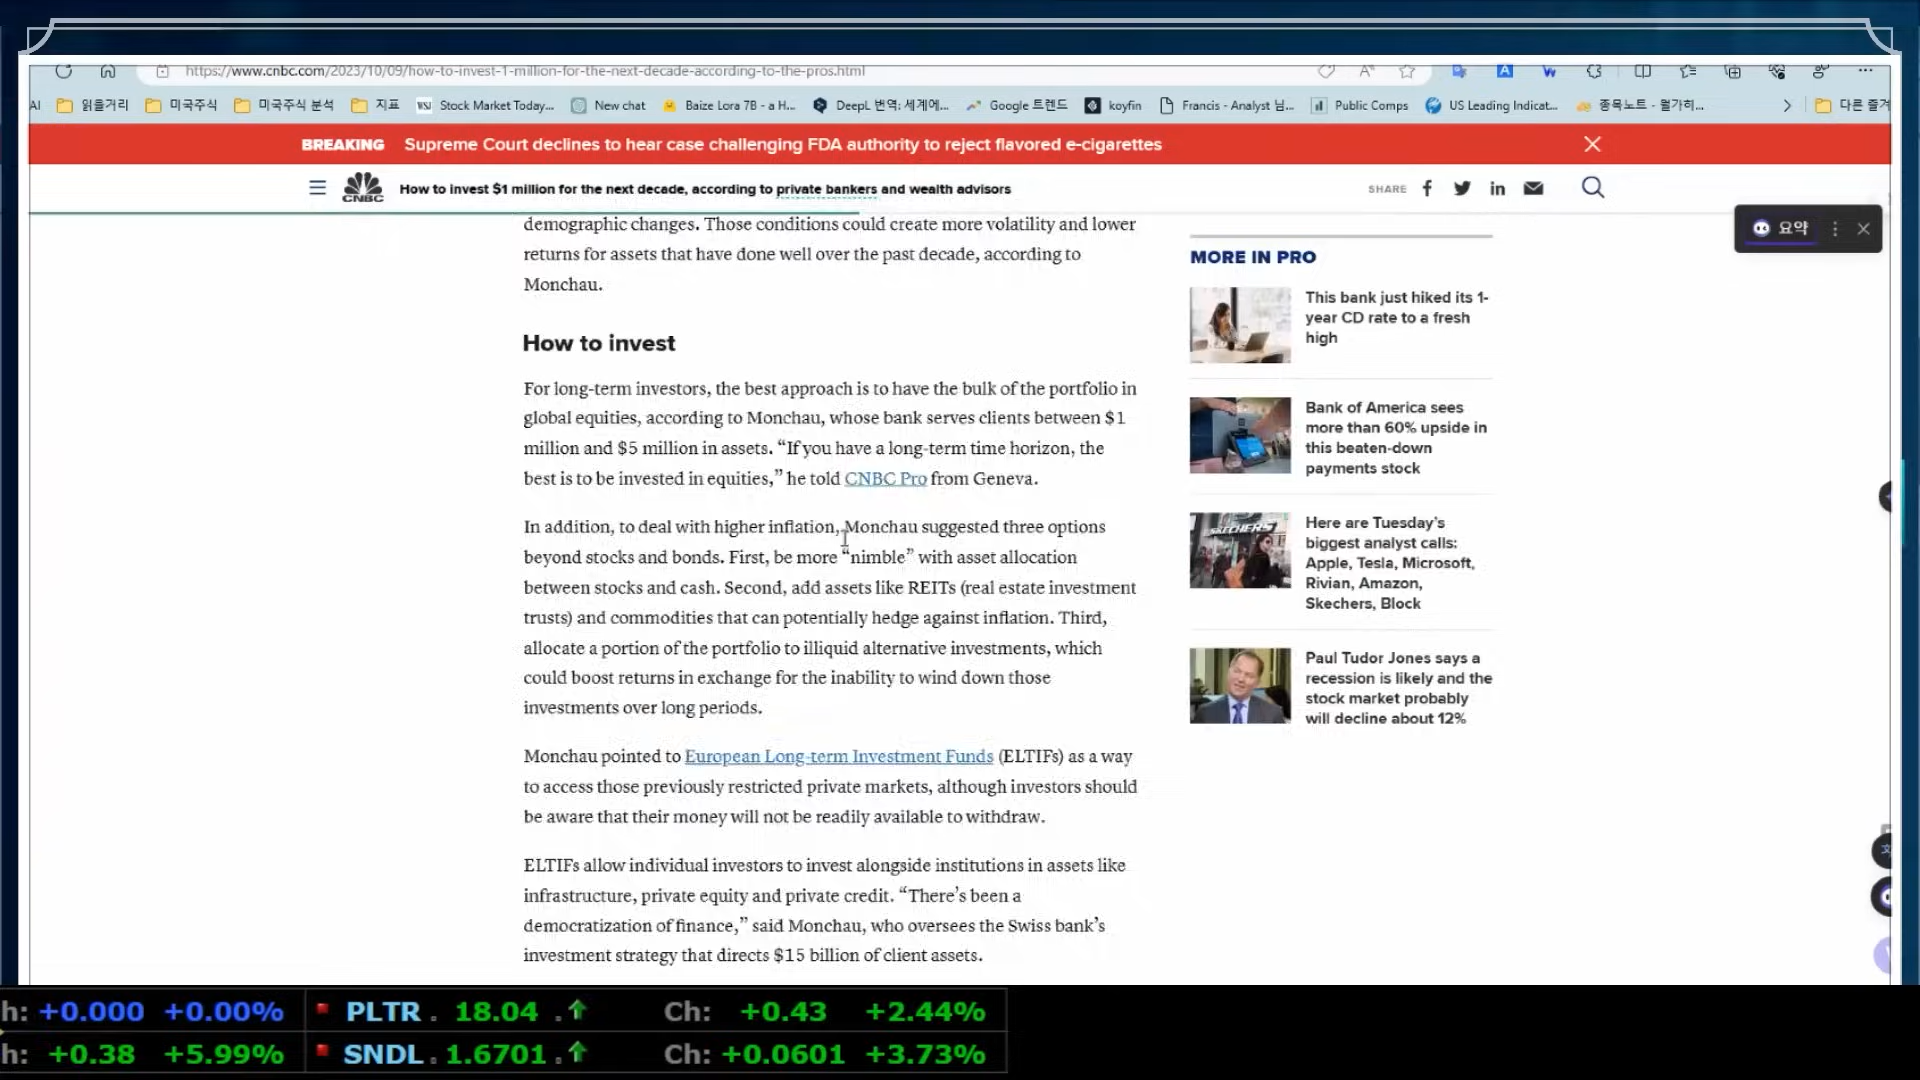 https://www.cnbc.com/2023/10/09/how-to-invest-1-million-for-the-next-decade-according-to-the-pros.html
AI 읽을거리 미국주식 미국주식 분석 지표 WSJ Stock Market Today... New chat Baize Lora 7B - a H... DeepL 번역: 세계에... Google 트렌드 koyfin Francis - Analyst 님... Public Comps US Leading Indicat... 종목노트 - 월가히... 다른 즐겨
BREAKING Supreme Court declines to hear case challenging FDA authority to reject flavored e-cigarettes
CNBC How to invest $1 million for the next decade, according to private bankers and wealth advisors SHARE
요약
demographic changes. Those conditions could create more volatility and lower
returns for assets that have done well over the past decade, according to
Monchau.
How to invest
For long-term investors, the best approach is to have the bulk of the portfolio in
global equities, according to Monchau, whose bank serves clients between $1
million and $5 million in assets. “If you have a long-term time horizon, the
best is to be invested in equities,” he told CNBC Pro from Geneva.
In addition, to deal with higher inflation, Monchau suggested three options
beyond stocks and bonds. First, be more “nimble” with asset allocation
between stocks and cash. Second, add assets like REITs (real estate investment
trusts) and commodities that can potentially hedge against inflation. Third,
allocate a portion of the portfolio to illiquid alternative investments, which
could boost returns in exchange for the inability to wind down those
investments over long periods.
Monchau pointed to European Long-term Investment Funds (ELTIFs) as a way
to access those previously restricted private markets, although investors should
be aware that their money will not be readily available to withdraw.
ELTIFs allow individual investors to invest alongside institutions in assets like
infrastructure, private equity and private credit. “There’s been a
democratization of finance,” said Monchau, who oversees the Swiss bank’s
investment strategy that directs $15 billion of client assets.
MORE IN PRO
This bank just hiked its 1-
year CD rate to a fresh
high
Bank of America sees
more than 60% upside in
this beaten-down
payments stock
SKECHERS
Here are Tuesday’s
biggest analyst calls:
Apple, Tesla, Microsoft,
Rivian, Amazon,
Skechers, Block
Paul Tudor Jones says a
recession is likely and the
stock market probably
will decline about 12%
h: +0.000 +0.00% PLTR . 18.04 . Ch: +0.43 +2.44%
h: +0.38 +5.99% SNDL . 1.6701 . Ch: +0.0601 +3.73%